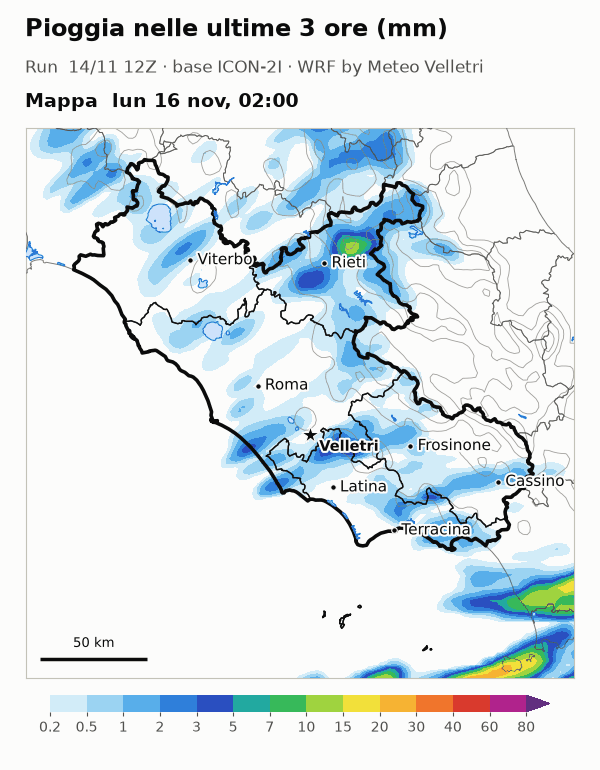 Pioggia nelle ultime 3 ore (mm)
Run 14/11 12Z · base ICON-2I · WRF by Meteo Velletri
Mappa lun 16 nov, 02:00
Viterbo
Rieti
Roma
Velletri
Frosinone
Latina
Cassino
Terracina
50 km
0.2 0.5 1 2 3 5 7 10 15 20 30 40 60 80